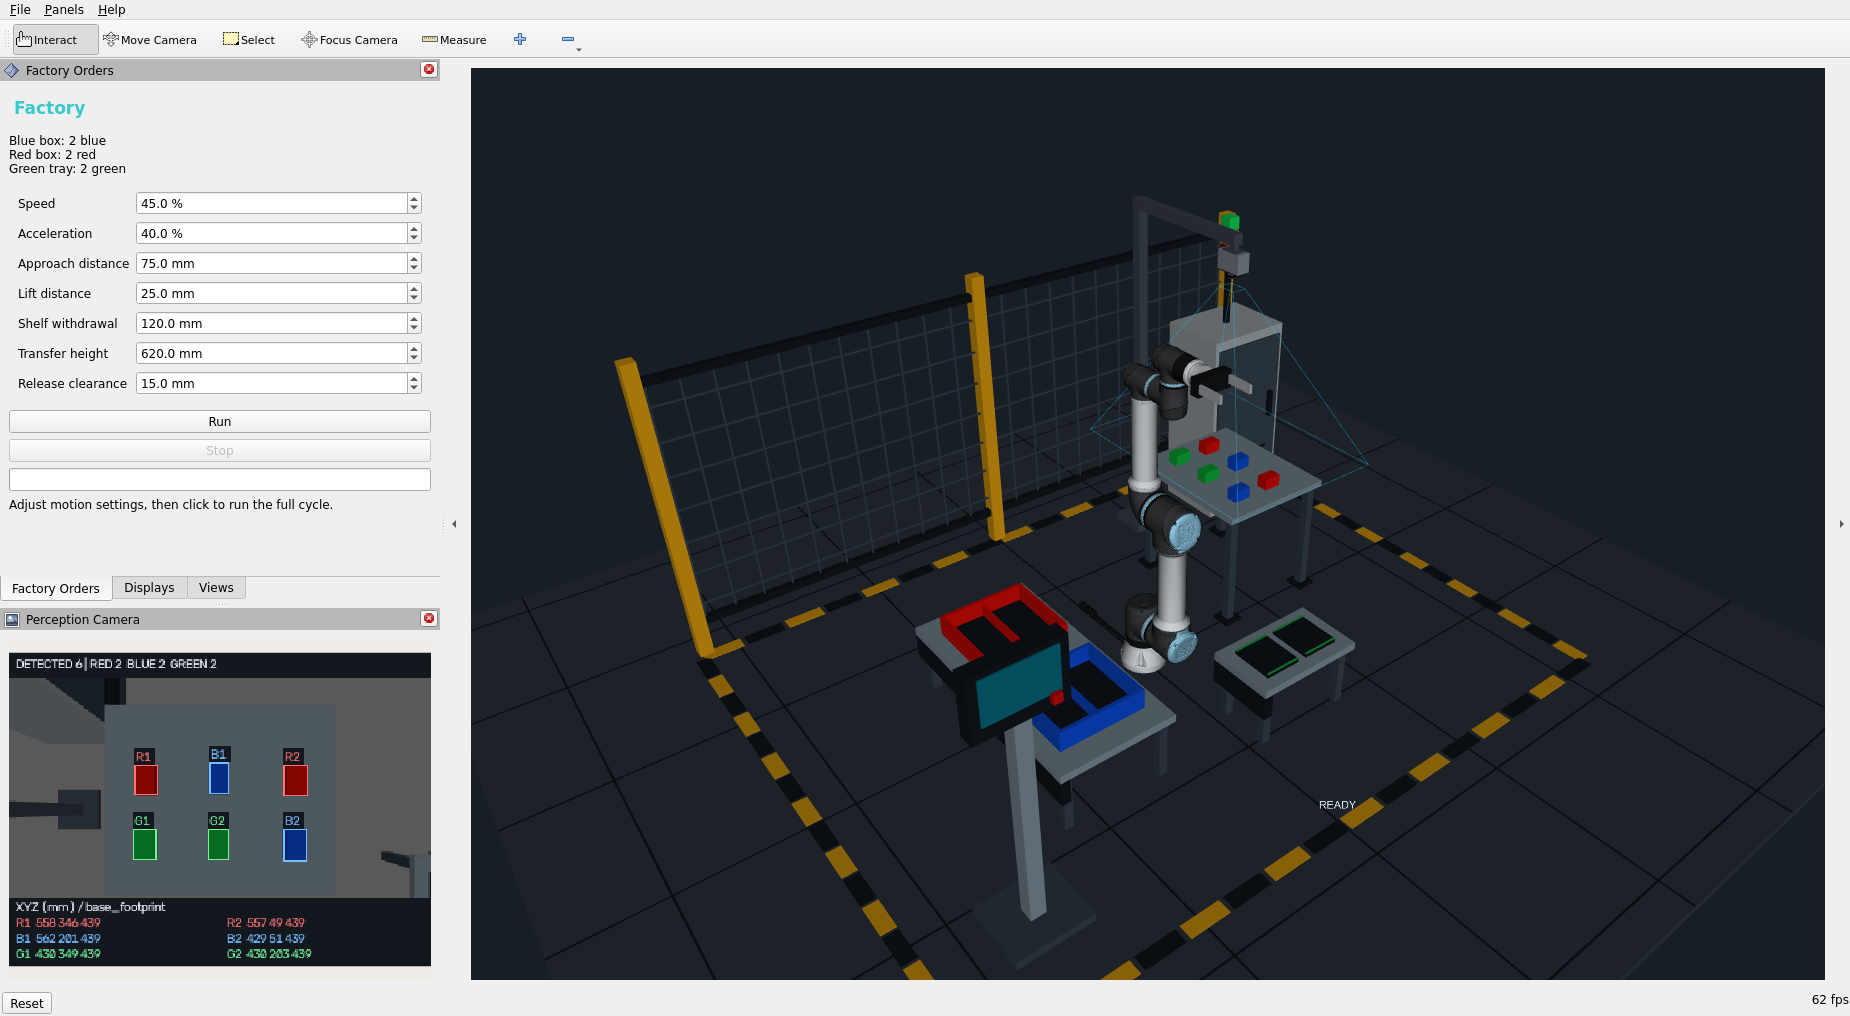 File Panels Help
Interact Move Camera Select Focus Camera Measure
Factory Orders
Factory
Blue box: 2 blue
Red box: 2 red
Green tray: 2 green
Speed 45.0 %
Acceleration 40.0 %
Approach distance 75.0 mm
Lift distance 25.0 mm
Shelf withdrawal 120.0 mm
Transfer height 620.0 mm
Release clearance 15.0 mm
Run
Stop
Adjust motion settings, then click to run the full cycle.
Factory Orders Displays Views
Perception Camera
DETECTED 6 | RED 2 BLUE 2 GREEN 2
R1 B1 R2
G1 G2 B2
XYZ (mm) / base_footprint
R1 558 346 439 R2 557 49 439
B1 562 201 439 B2 429 51 439
G1 430 349 439 G2 430 203 439
READY
Reset
62 fps